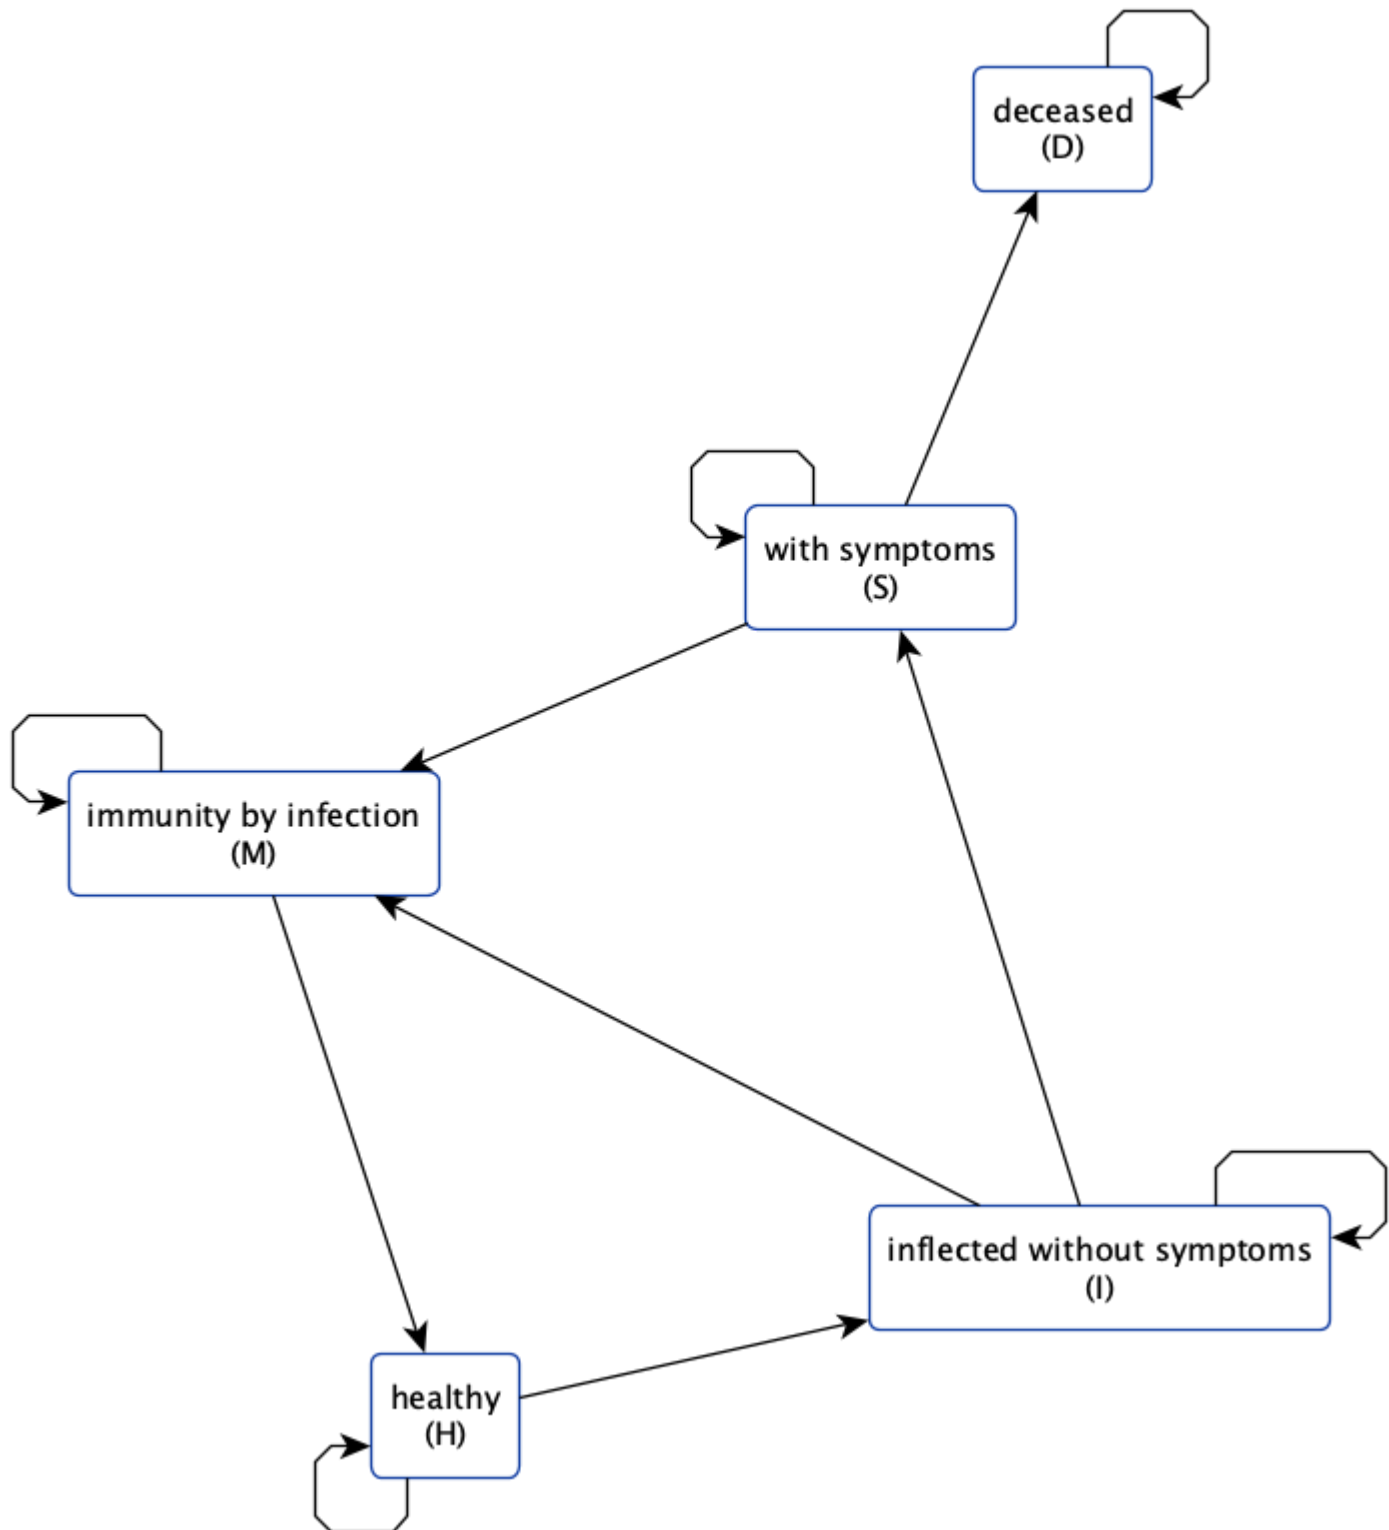 deceased
(D)
with symptoms
(S)
immunity by infection
(M)
inflected without symptoms
(I)
healthy
(H)